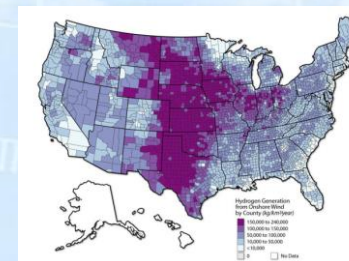 Hydrogen Generation
from Onshore Wind
by County (kg/km²/year)
150,000 to 240,000
100,000 to 150,000
50,000 to 100,000
10,000 to 50,000
< 10,000
0
No Data